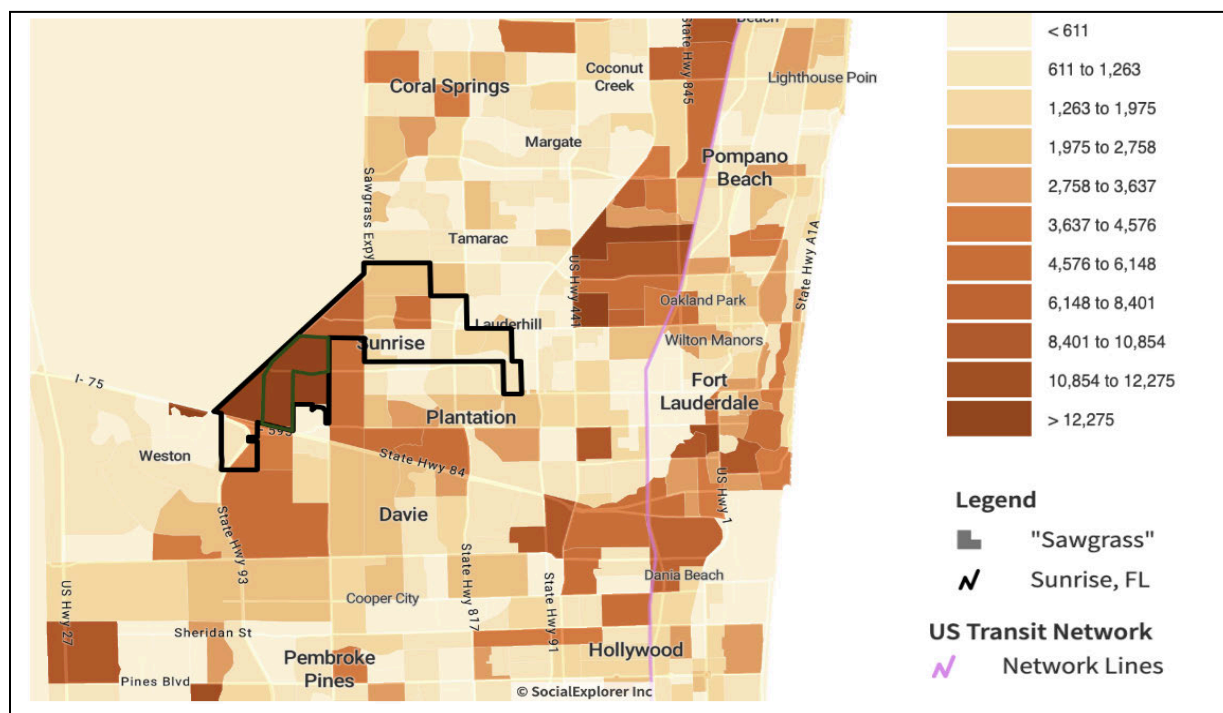 Beach
State Hwy 845
Coconut
Creek
Lighthouse Poin
Coral Springs
Margate
Pompano
Beach
Sawgrass Expy
Tamarac
US Hwy 441
State Hwy A1A
Oakland Park
Lauderhill
Sunrise
Wilton Manors
I- 75
Fort
Lauderdale
Plantation
595
Weston
State Hwy 84
US Hwy 1
Davie
State Hwy 93
State Hwy 817
State Hwy 91
Dania Beach
US Hwy 27
Cooper City
Sheridan St
Hollywood
Pembroke
Pines
Pines Blvd
© SocialExplorer Inc
< 611
611 to 1,263
1,263 to 1,975
1,975 to 2,758
2,758 to 3,637
3,637 to 4,576
4,576 to 6,148
6,148 to 8,401
8,401 to 10,854
10,854 to 12,275
> 12,275
Legend
"Sawgrass"
Sunrise, FL
US Transit Network
Network Lines